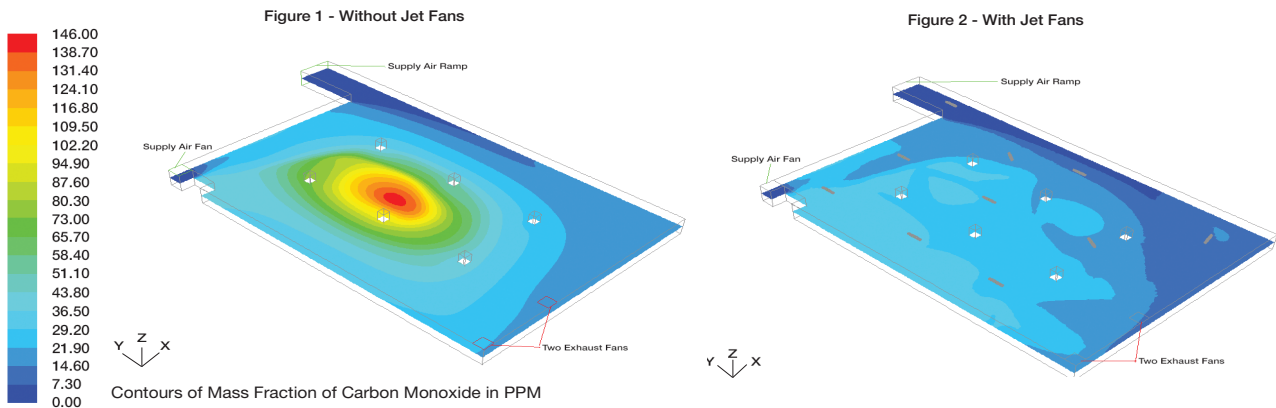 Figure 1 - Without Jet Fans
Figure 2 - With Jet Fans
146.00
138.70
131.40
124.10
116.80
109.50
102.20
94.90
87.60
80.30
73.00
65.70
58.40
51.10
43.80
36.50
29.20
21.90
14.60
7.30
0.00
Supply Air Ramp
Supply Air Fan
Two Exhaust Fans
Y Z X
Contours of Mass Fraction of Carbon Monoxide in PPM
Supply Air Ramp
Supply Air Fan
Two Exhaust Fans
Y Z X